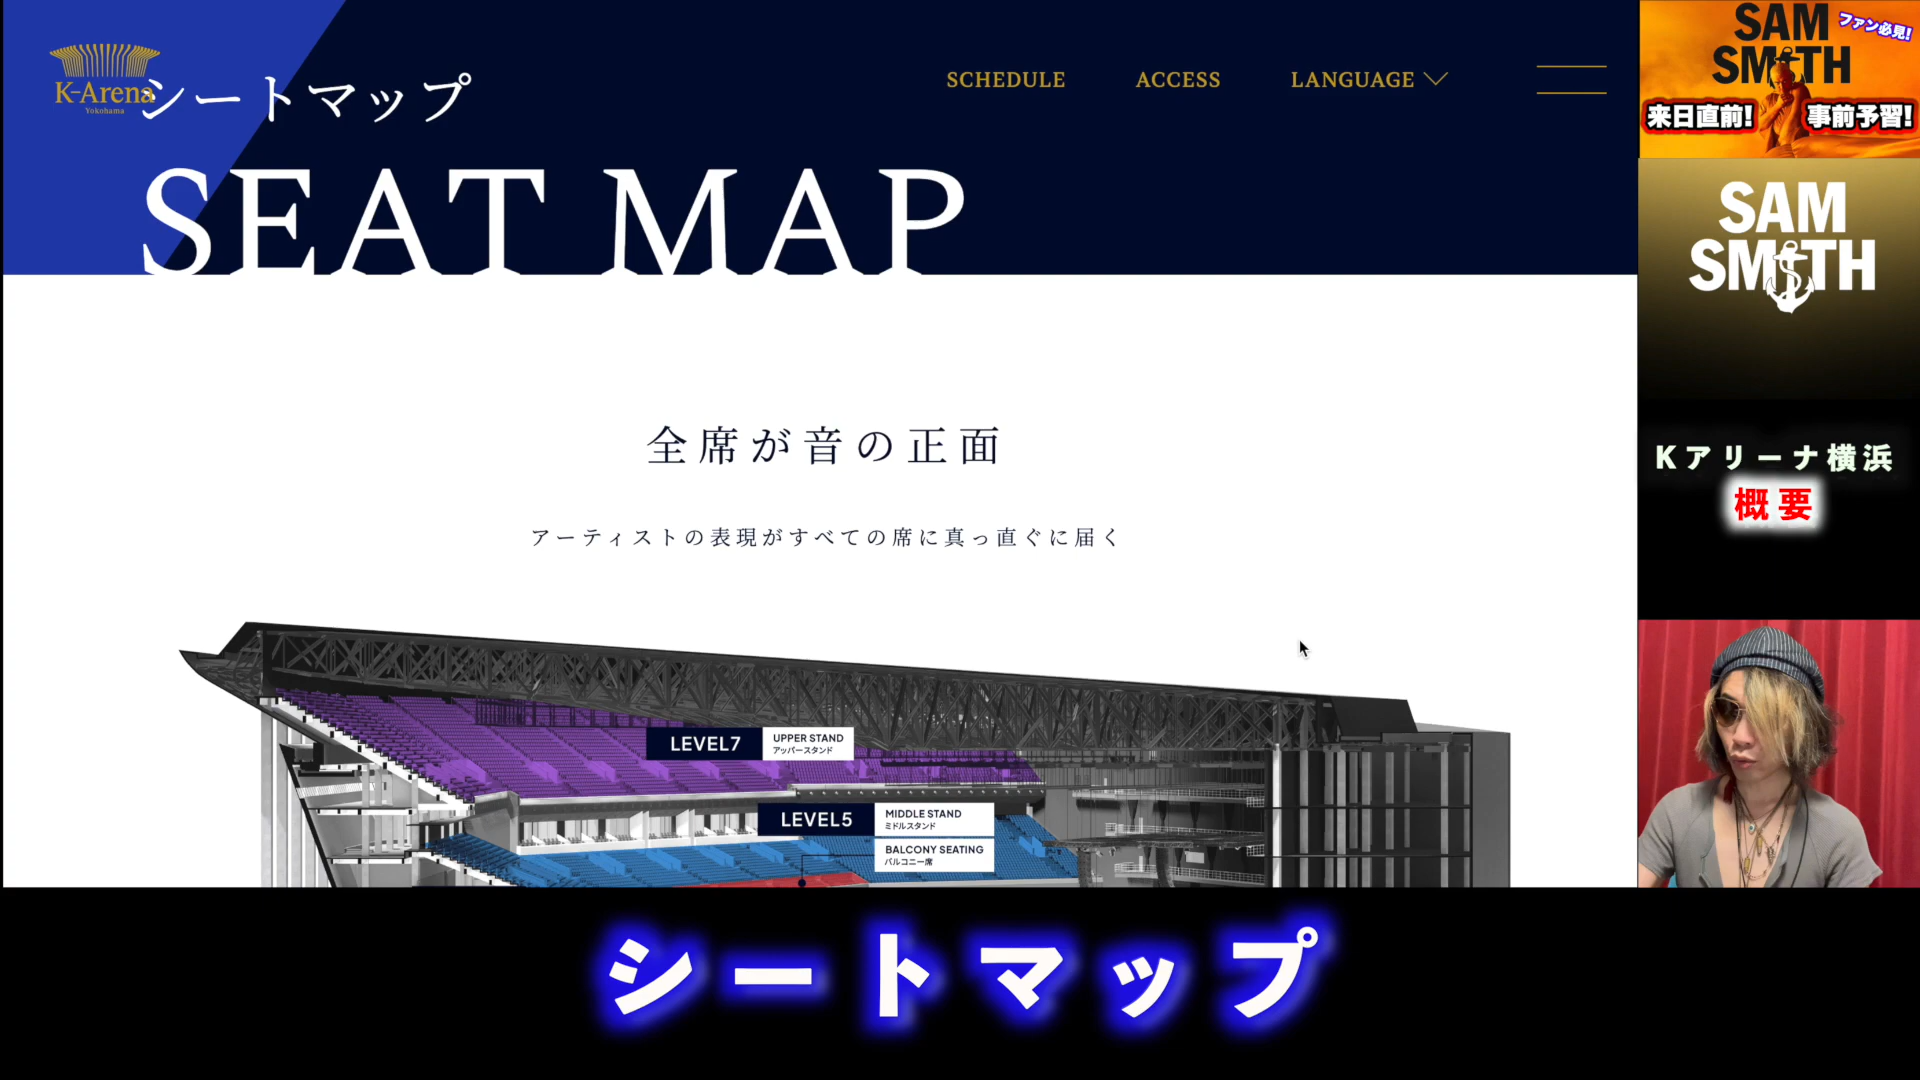 K-Arena
Yokohama
シートマップ
SCHEDULE
ACCESS
LANGUAGE
SEAT MAP
全席が音の正面
アーティストの表現がすべての席に真っ直ぐに届く
LEVEL7
UPPER STAND
アッパースタンド
LEVEL5
MIDDLE STAND
ミドルスタンド
BALCONY SEATING
バルコニー席
SAM
SMITH
ファン必見!
来日直前!
事前予習!
SAM
SMITH
Kアリーナ横浜
概要
シートマップ